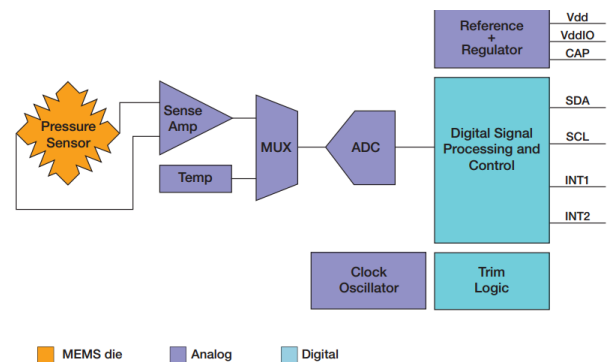 Reference
+
Regulator
Vdd
VddIO
CAP
Pressure
Sensor
Sense
Amp
Temp
MUX
ADC
Digital Signal
Processing and
Control
SDA
SCL
INT1
INT2
Clock
Oscillator
Trim
Logic
MEMS die
Analog
Digital